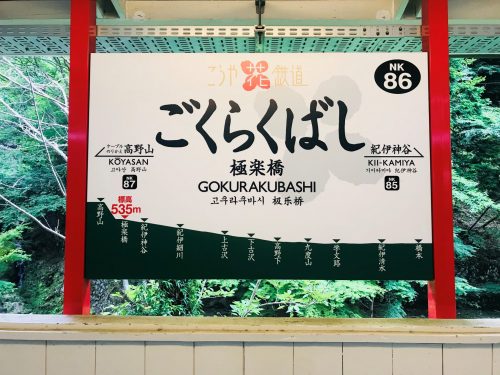 こうや花鉄道
NK
86
ごくらくばし
ケーブル
のりかえ
高野山
KŌYASAN
고야산 高野山
NK
87
極楽橋
GOKURAKUBASHI
고쿠라쿠바시 极乐桥
紀伊神谷
KII-KAMIYA
기이카미야 纪伊神谷
NK
85
標高
535m
高野山
極楽橋
紀伊神谷
紀伊細川
上古沢
下古沢
高野下
九度山
学文路
紀伊清水
橋本